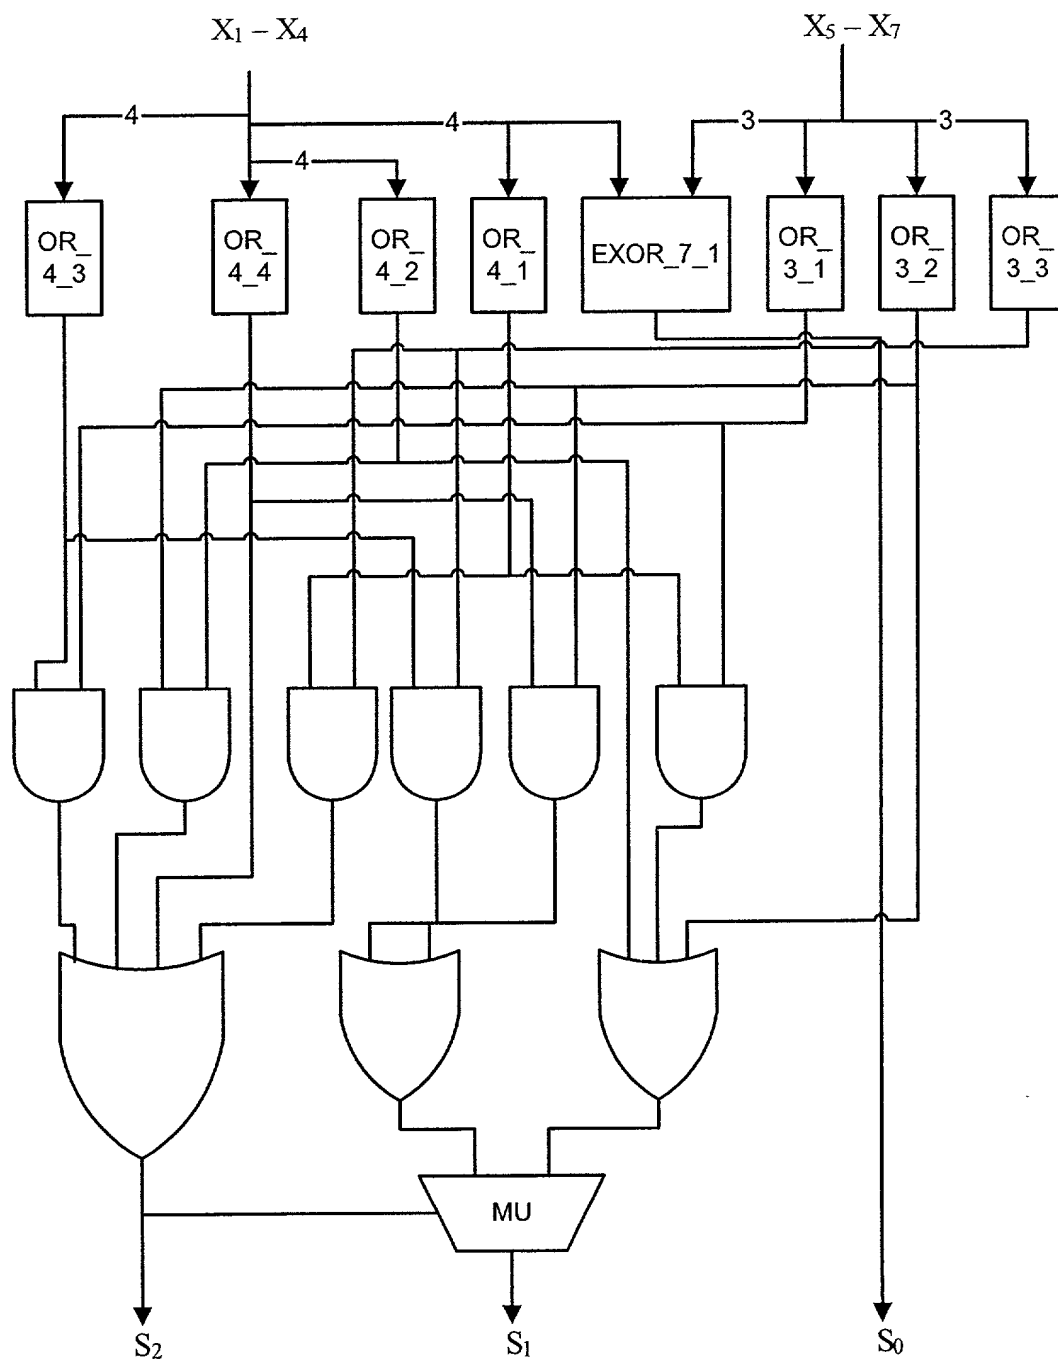 X₁ – X₄
X₅ – X₇
4
4
4
3
3
OR_
4_3
OR_
4_4
OR_
4_2
OR_
4_1
EXOR_7_1
OR_
3_1
OR_
3_2
OR_
3_3
MU
S₂
S₁
S₀